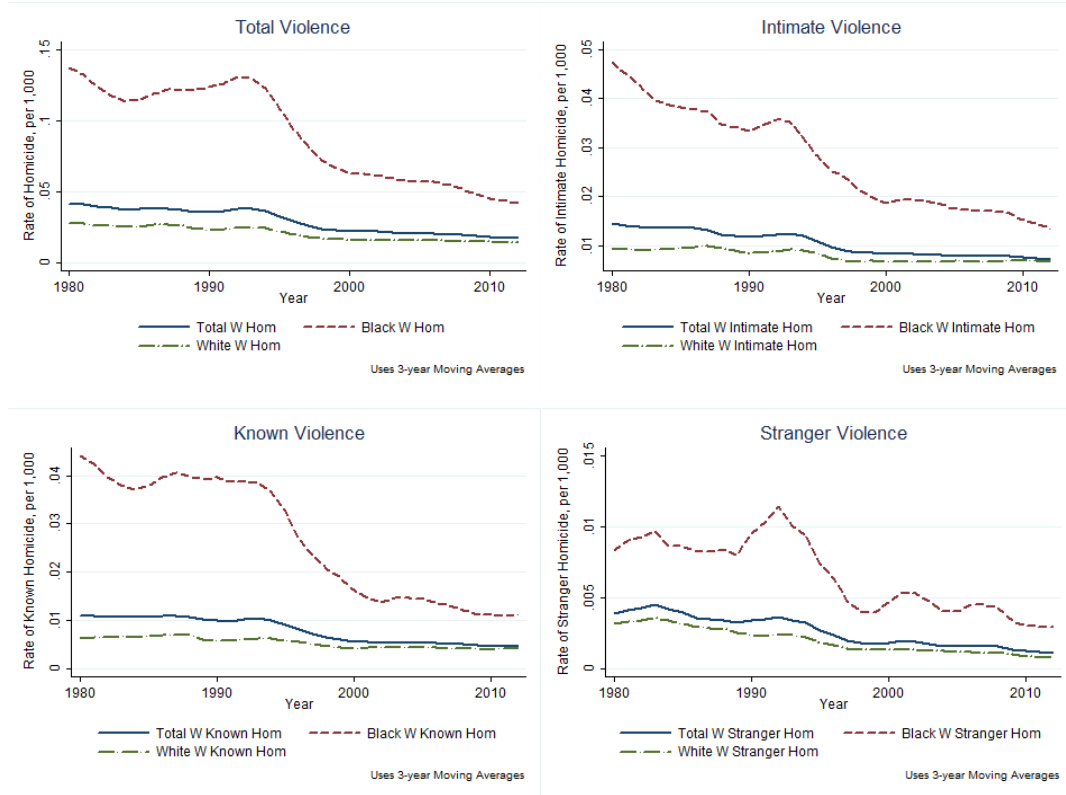 Total Violence
Rate of Homicide, per 1,000
.15
.1
.05
0
1980 1990 2000 2010
Year
Total W Hom Black W Hom
White W Hom
Uses 3-year Moving Averages
Intimate Violence
Rate of Intimate Homicide, per 1,000
.05
.04
.03
.02
.01
1980 1990 2000 2010
Year
Total W Intimate Hom Black W Intimate Hom
White W Intimate Hom
Uses 3-year Moving Averages
Known Violence
Rate of Known Homicide, per 1,000
.04
.03
.02
.01
0
1980 1990 2000 2010
Year
Total W Known Hom Black W Known Hom
White W Known Hom
Uses 3-year Moving Averages
Stranger Violence
Rate of Stranger Homicide, per 1,000
.015
.01
.005
0
1980 1990 2000 2010
Year
Total W Stranger Hom Black W Stranger Hom
White W Stranger Hom
Uses 3-year Moving Averages